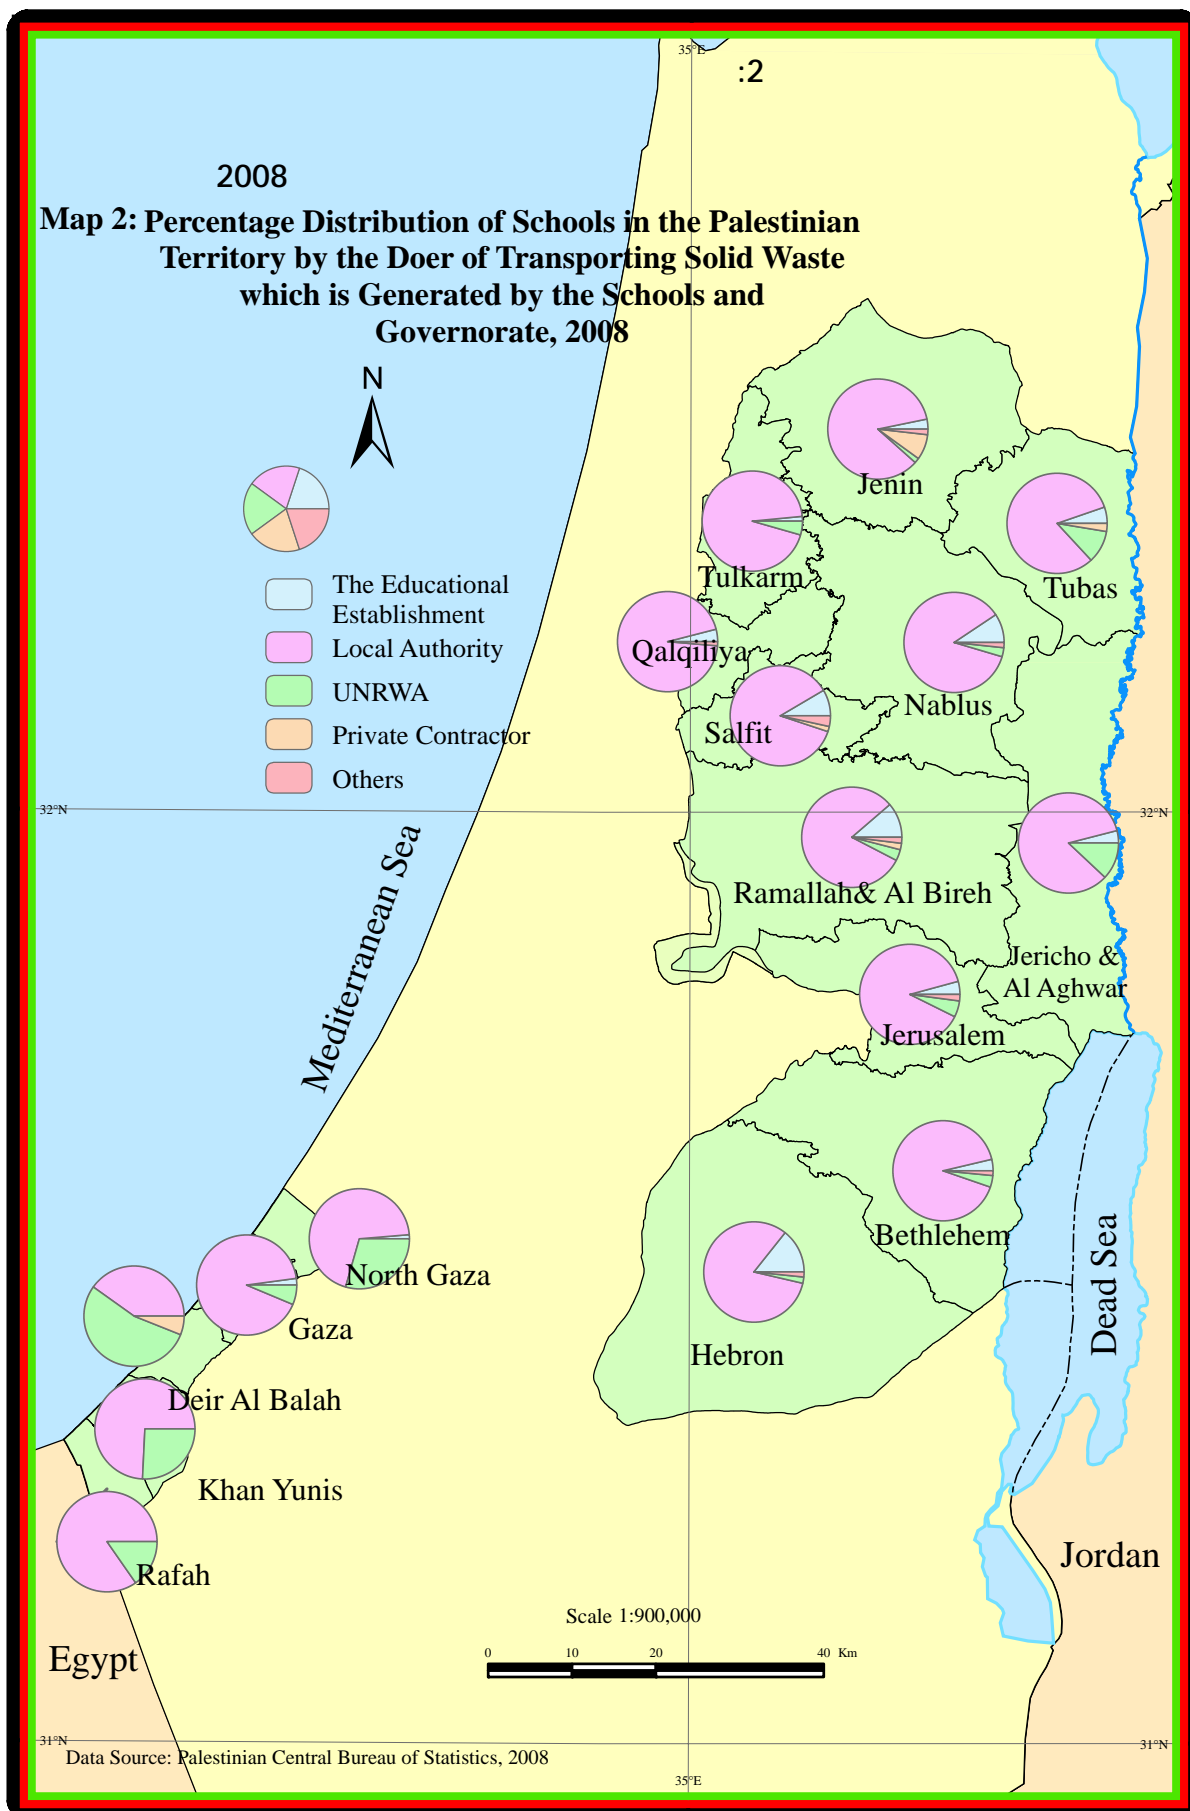 35°E
:2
2008
Map 2: Percentage Distribution of Schools in the Palestinian
Territory by the Doer of Transporting Solid Waste
which is Generated by the Schools and
Governorate, 2008
N
The Educational
Establishment
Local Authority
UNRWA
Private Contractor
Others
Jenin
Tulkarm
Tubas
Qalqiliya
Nablus
Salfit
32°N
32°N
Mediterranean Sea
Ramallah& Al Bireh
Jericho &
Al Aghwar
Jerusalem
Bethlehem
Dead Sea
North Gaza
Gaza
Hebron
Deir Al Balah
Khan Yunis
Rafah
Jordan
Scale 1:900,000
0 10 20 40 Km
Egypt
31°N
31°N
Data Source: Palestinian Central Bureau of Statistics, 2008
35°E